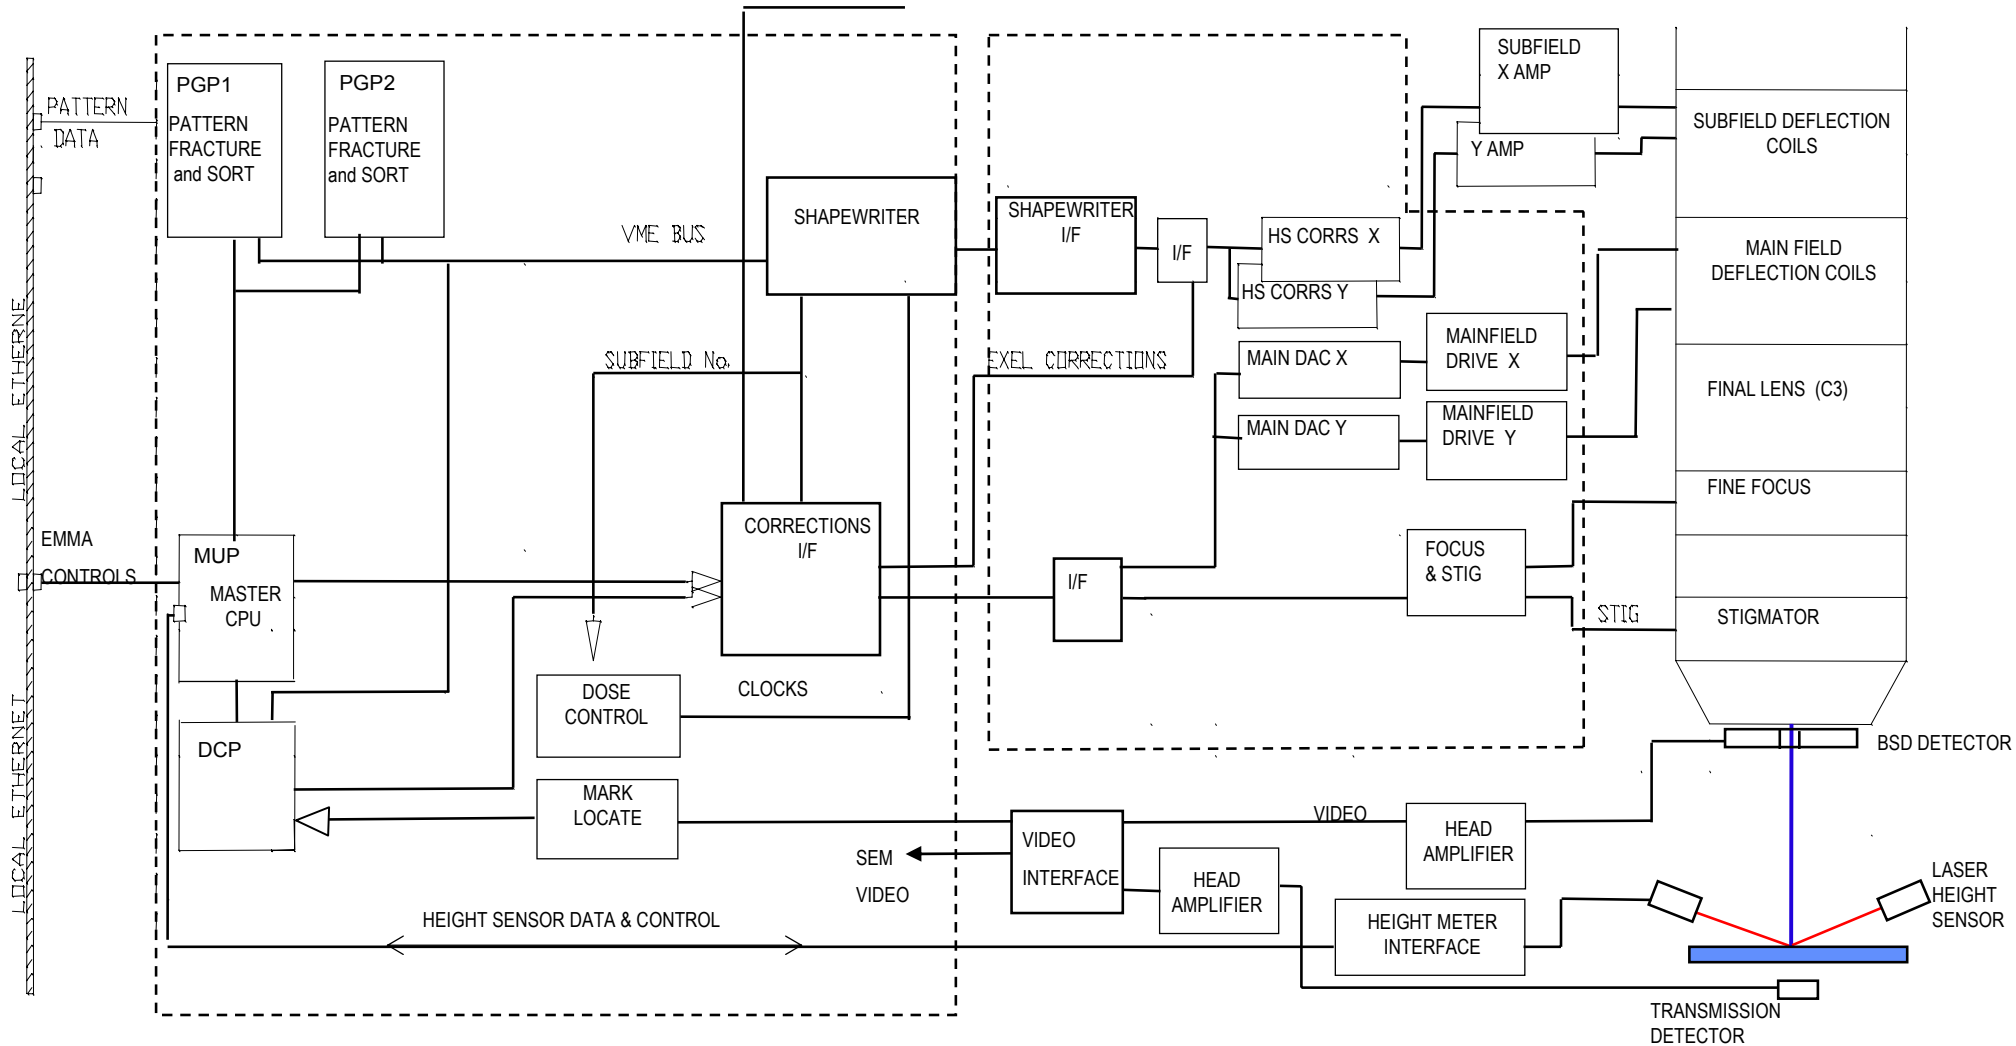 PATTERN
DATA
PGP1
PATTERN
FRACTURE
and SORT
PGP2
PATTERN
FRACTURE
and SORT
VME BUS
SHAPEWRITER
SHAPEWRITER
I/F
I/F
HS CORRS X
HS CORRS Y
SUBFIELD
X AMP
Y AMP
SUBFIELD DEFLECTION
COILS
MAIN FIELD
DEFLECTION COILS
FINAL LENS (C3)
FINE FOCUS
STIGMATOR
LOCAL ETHERNE
LOCAL ETHERNET
SUBFIELD No.
EXEL CORRECTIONS
MAIN DAC X
MAINFIELD
DRIVE X
MAIN DAC Y
MAINFIELD
DRIVE Y
EMMA
CONTROLS
MUP
MASTER
CPU
CORRECTIONS
I/F
I/F
FOCUS
& STIG
STIG
DCP
DOSE
CONTROL
CLOCKS
MARK
LOCATE
SEM
VIDEO
VIDEO
INTERFACE
VIDEO
HEAD
AMPLIFIER
HEAD
AMPLIFIER
BSD DETECTOR
LASER
HEIGHT
SENSOR
HEIGHT SENSOR DATA & CONTROL
HEIGHT METER
INTERFACE
TRANSMISSION
DETECTOR